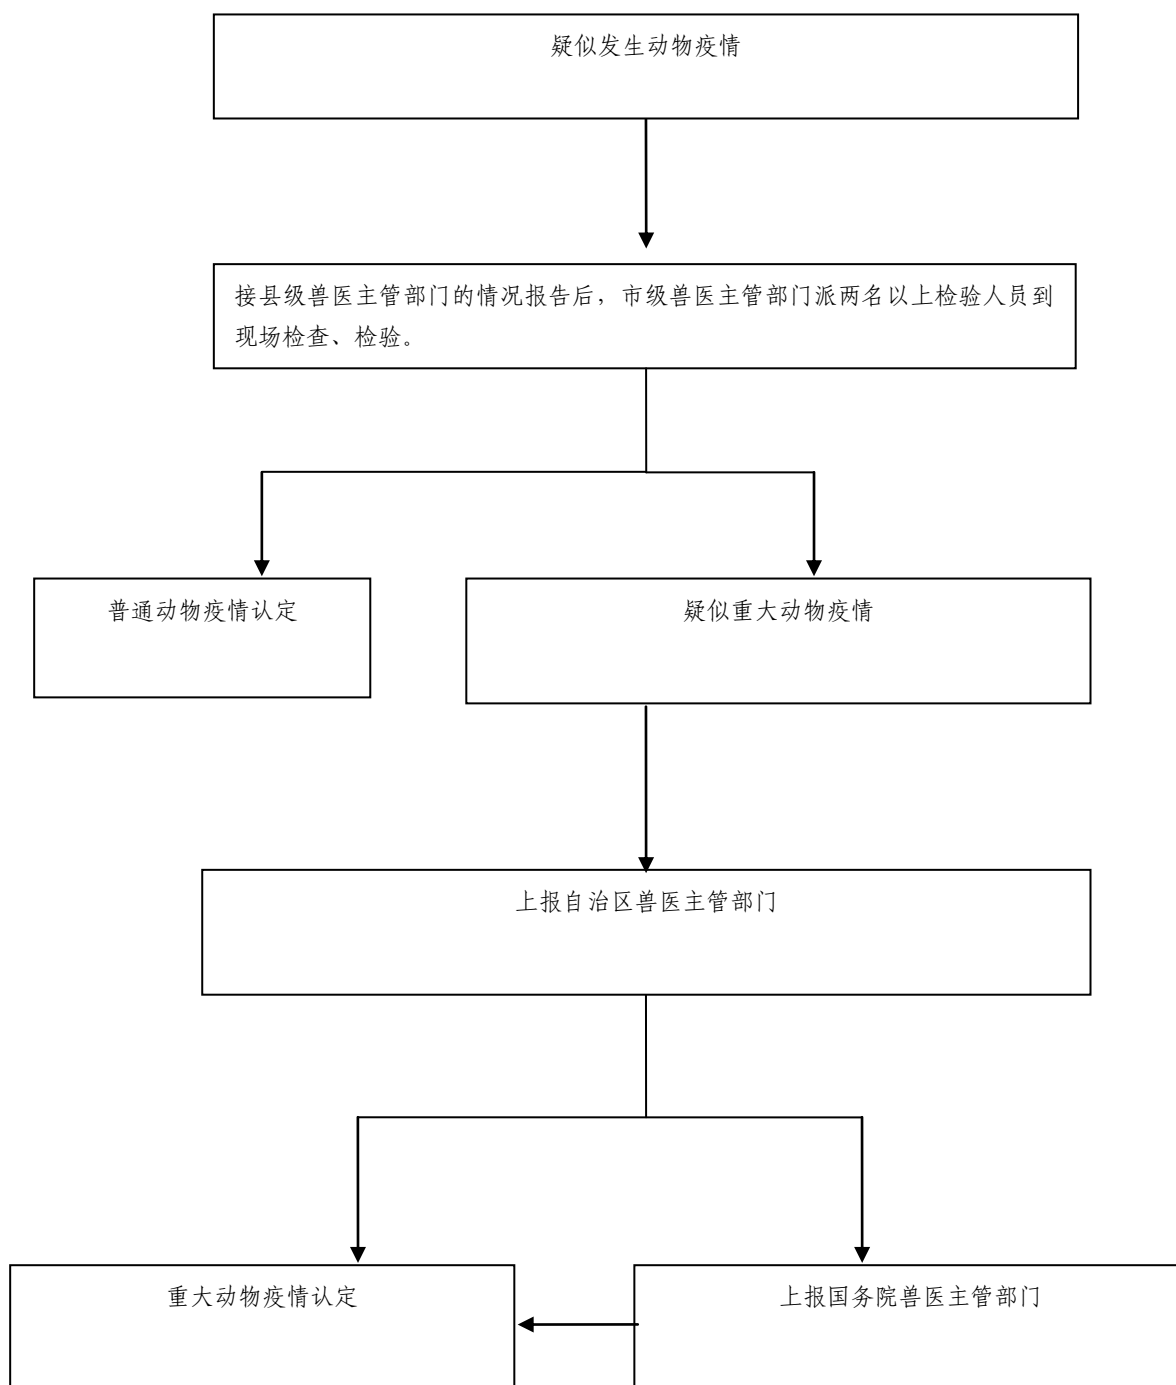 疑似发生动物疫情
接县级兽医主管部门的情况报告后，市级兽医主管部门派两名以上检验人员到
现场检查、检验。
普通动物疫情认定
疑似重大动物疫情
上报自治区兽医主管部门
重大动物疫情认定
上报国务院兽医主管部门